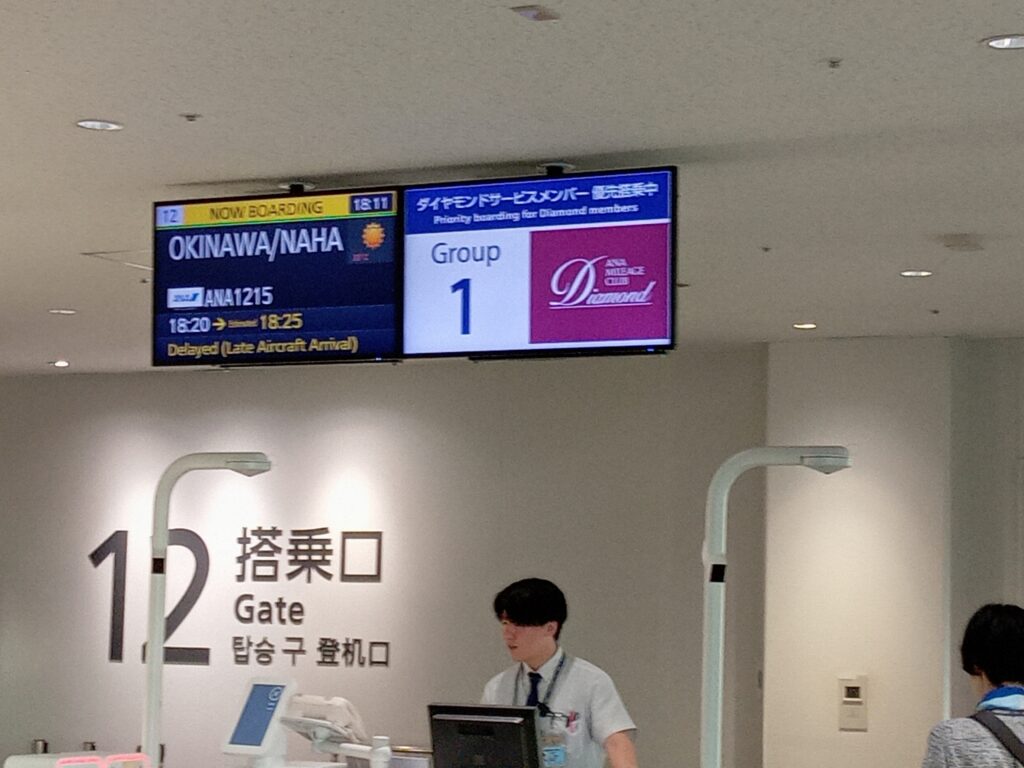 12 NOW BOARDING 18:11
OKINAWA/NAHA
ANA1215
18:20 → Estimated 18:25
Delayed (Late Aircraft Arrival)
ダイヤモンドサービスメンバー 優先搭乗中
Priority boarding for Diamond members
Group
1
ANA
MILEAGE
CLUB
Diamond
12
搭乗口
Gate
탑승구 登机口